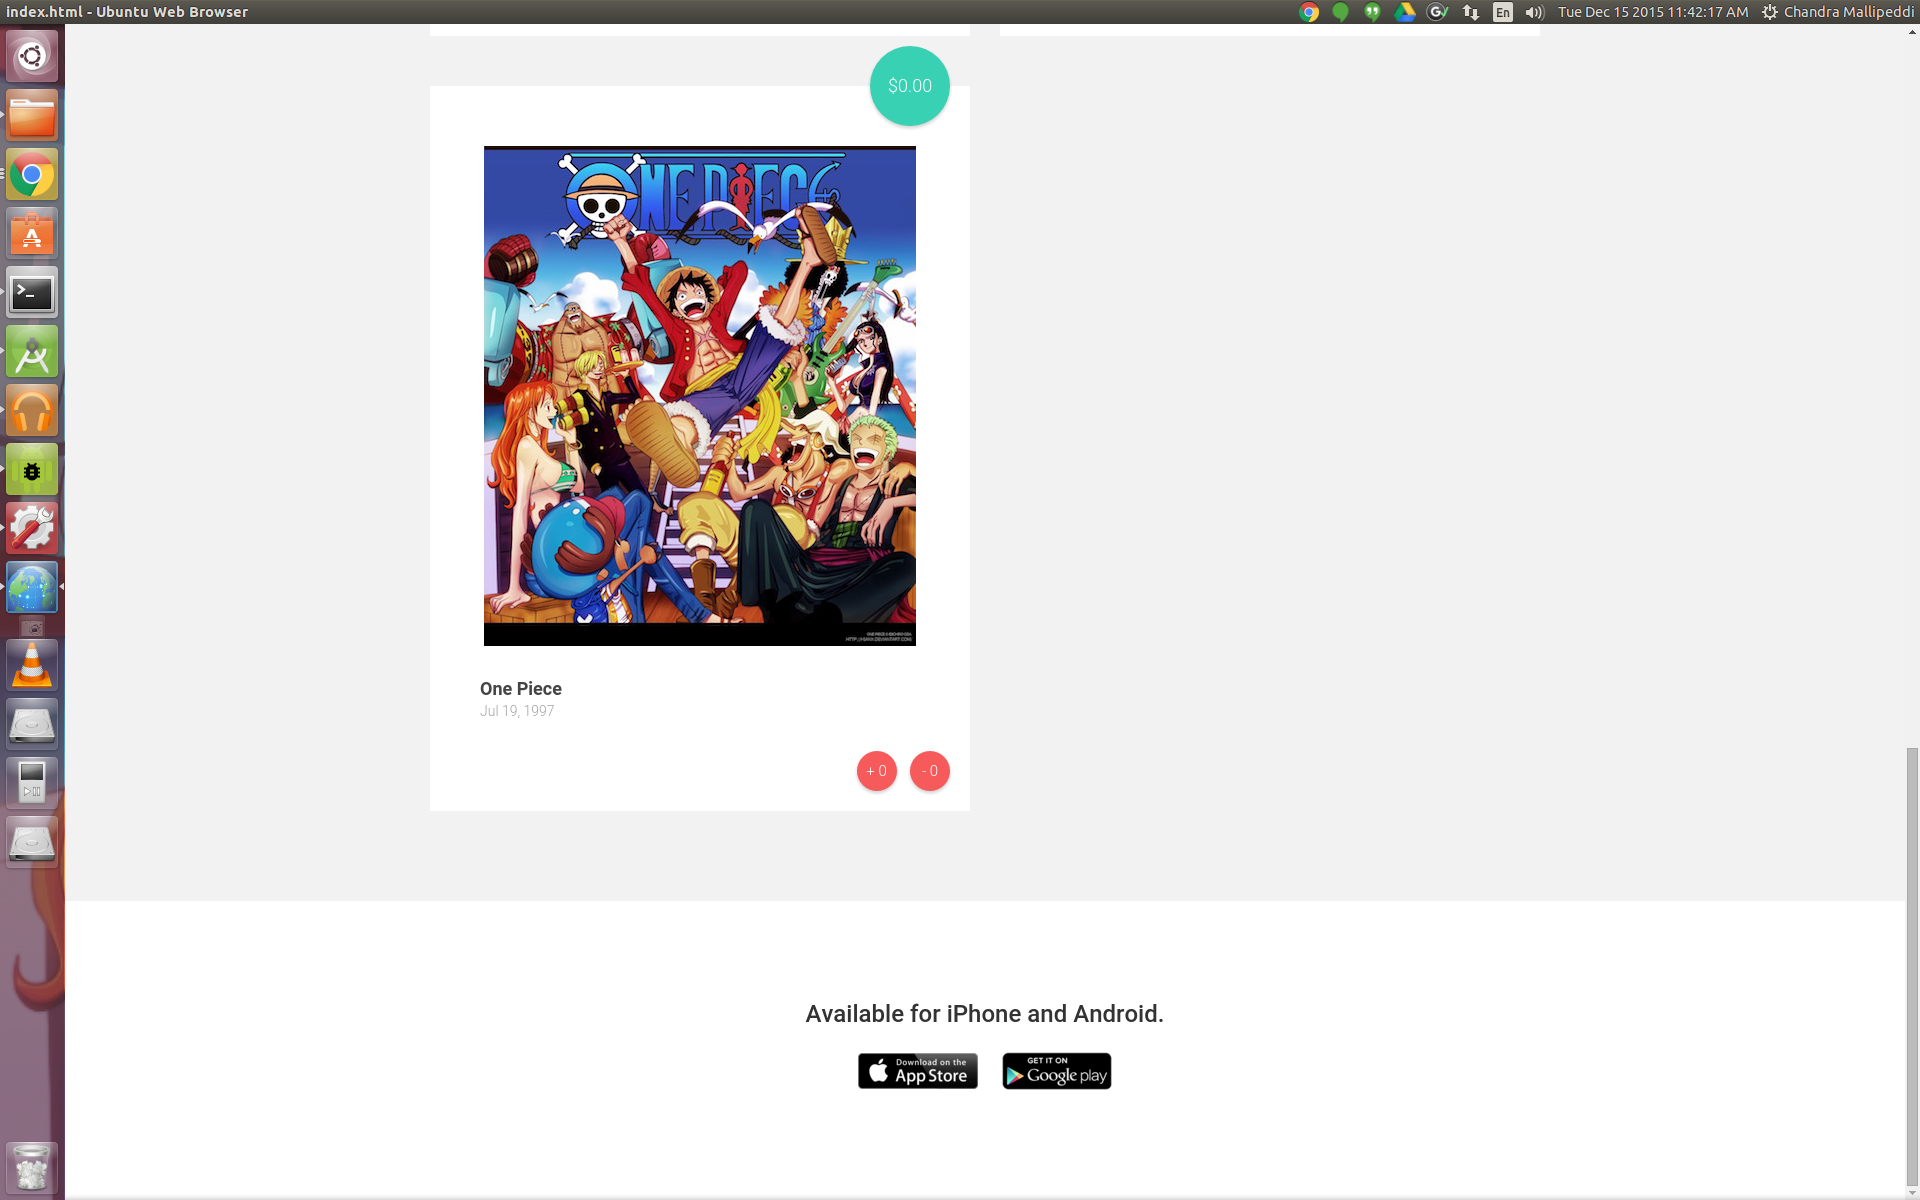 index.html - Ubuntu Web Browser
En
Tue Dec 15 2015 11:42:17 AM
Chandra Mallipeddi
$0.00
ONE PIECE
One Piece
Jul 19, 1997
+ 0
- 0
Available for iPhone and Android.
Download on the
App Store
GET IT ON
Google play